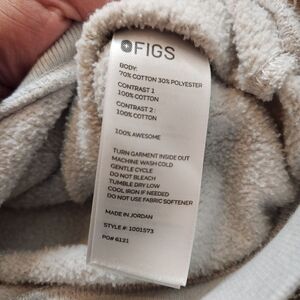 FIGS
BODY:
70% COTTON 30% POLYESTER
CONTRAST 1
100% COTTON
CONTRAST 2 :
100% COTTON
100% AWESOME
TURN GARMENT INSIDE OUT
MACHINE WASH COLD
GENTLE CYCLE
DO NOT BLEACH
TUMBLE DRY LOW
COOL IRON IF NEEDED
DO NOT USE FABRIC SOFTENER
MADE IN JORDAN
STYLE #: 1001573
PO# 6121